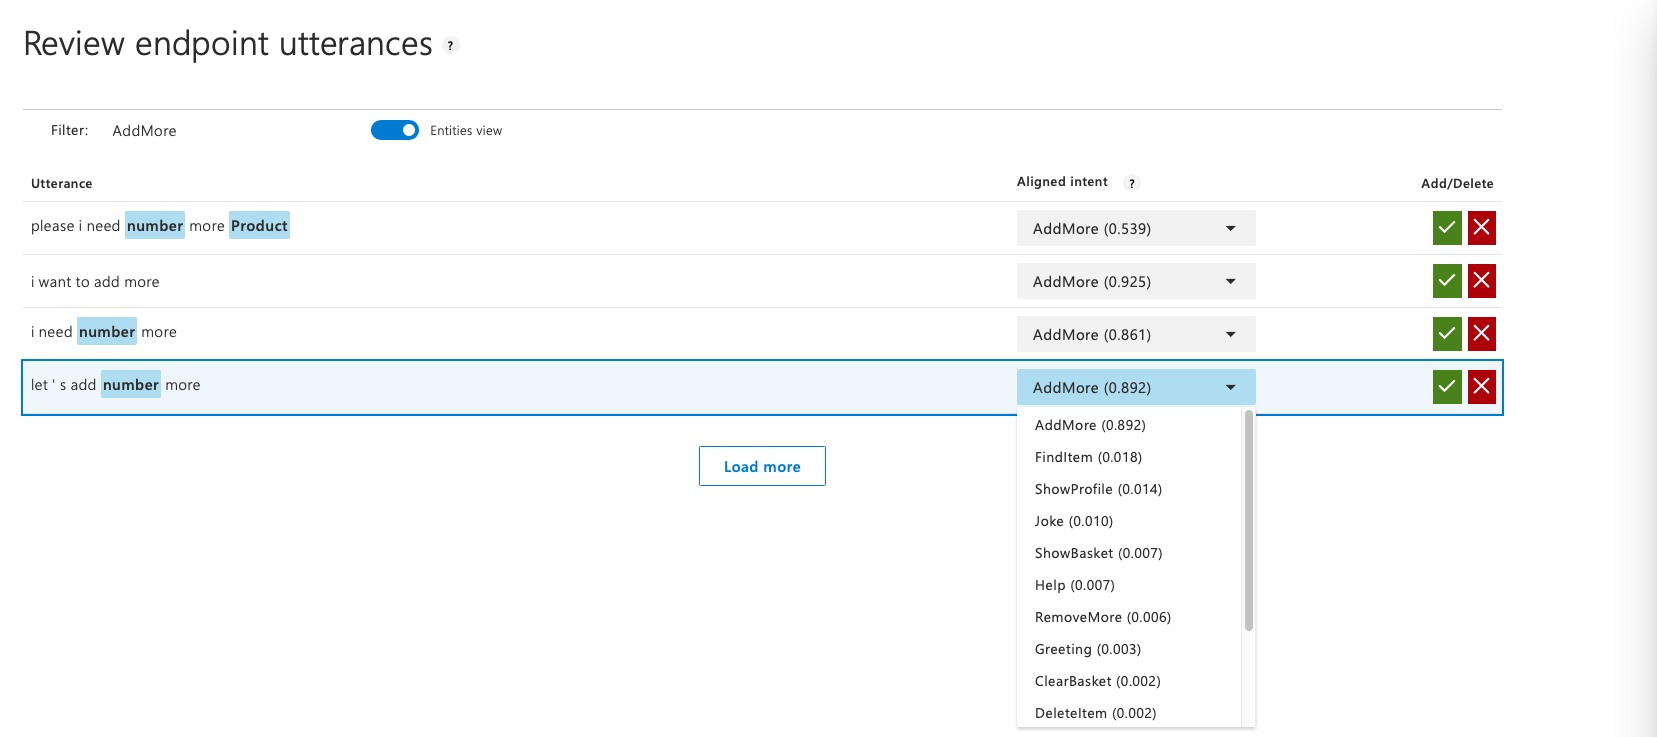 Review endpoint utterances ?
Filter: AddMore Entities view
Utterance Aligned intent ? Add/Delete
please i need number more Product AddMore (0.539)
i want to add more AddMore (0.925)
i need number more AddMore (0.861)
let ' s add number more AddMore (0.892)
AddMore (0.892)
FindItem (0.018)
Load more
ShowProfile (0.014)
Joke (0.010)
ShowBasket (0.007)
Help (0.007)
RemoveMore (0.006)
Greeting (0.003)
ClearBasket (0.002)
DeleteItem (0.002)